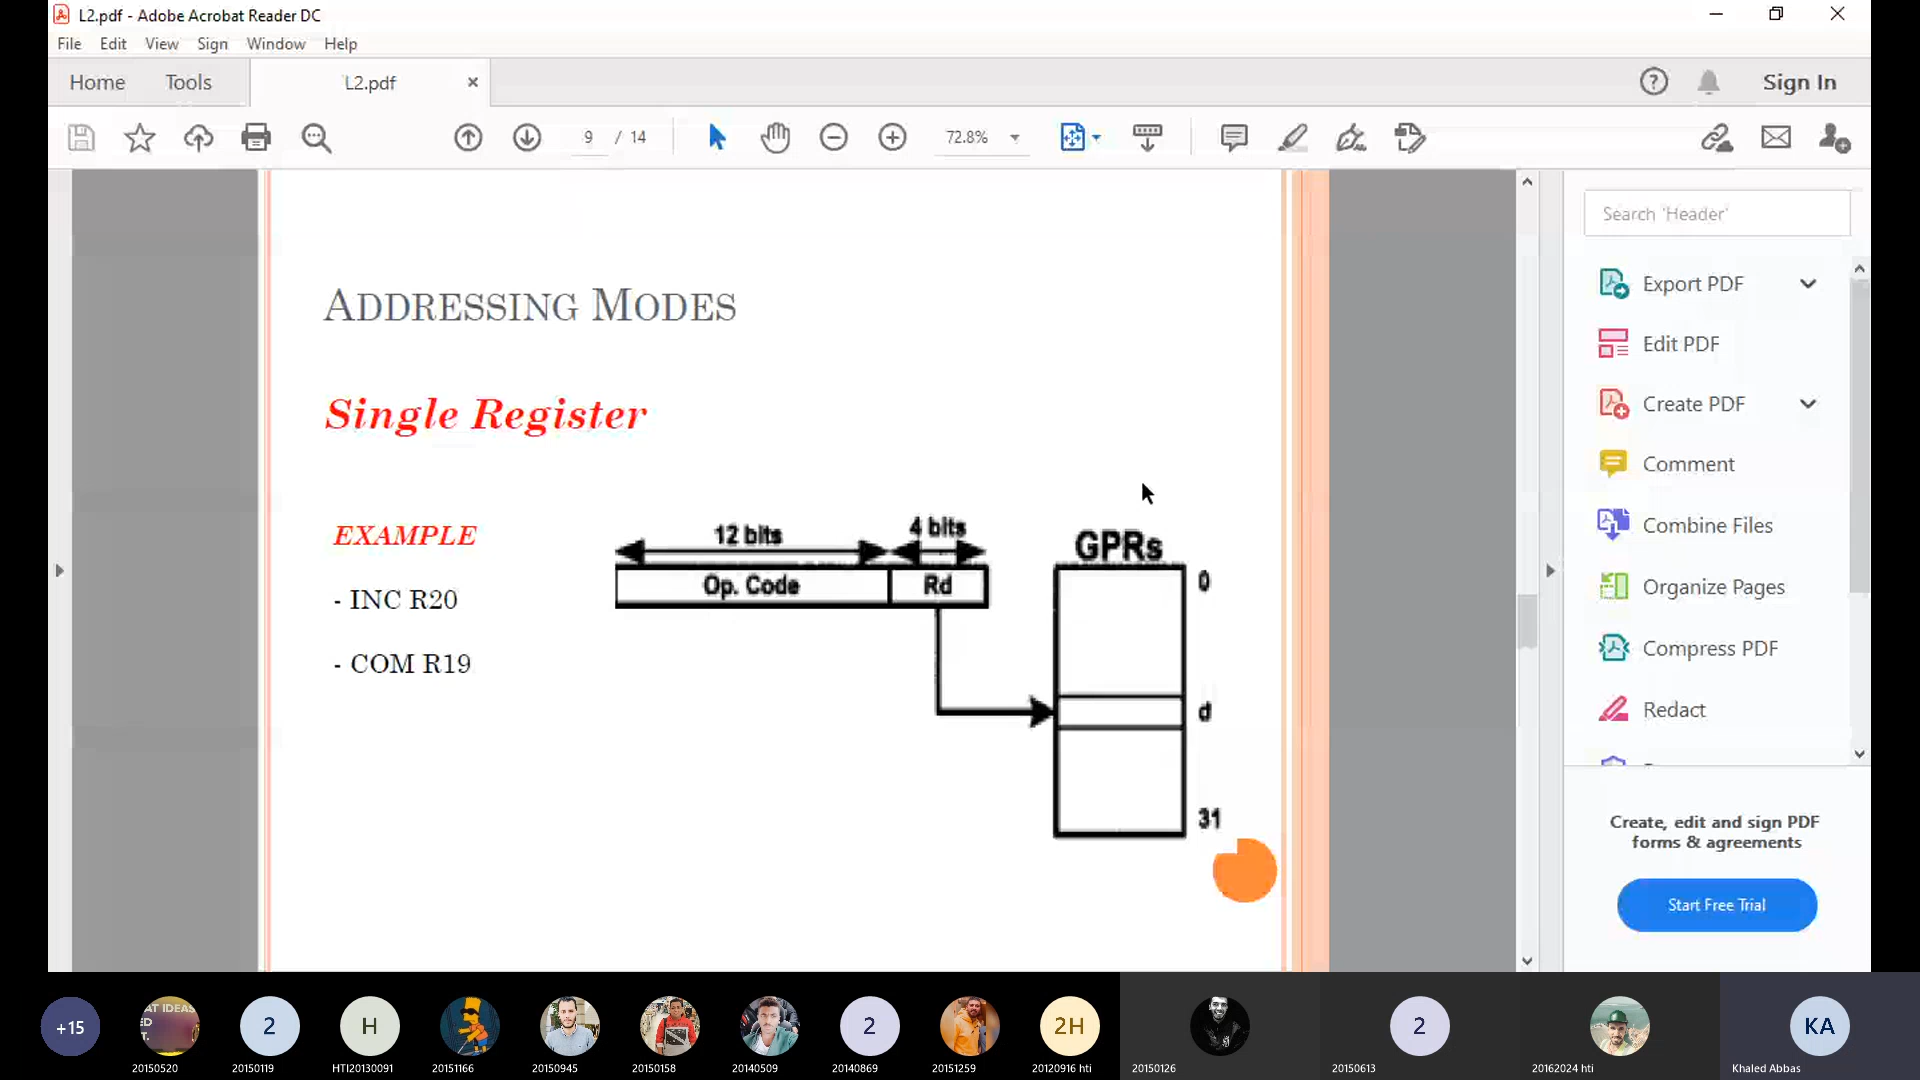 L2.pdf - Adobe Acrobat Reader DC
File Edit View Sign Window Help
Home Tools L2.pdf × Sign In
9 / 14 72.8%
Search 'Header'
Export PDF
Edit PDF
Create PDF
Comment
Combine Files
Organize Pages
Compress PDF
Redact
Create, edit and sign PDF
forms & agreements
Start Free Trial
ADDRESSING MODES
Single Register
EXAMPLE
- INC R20
- COM R19
12 bits 4 bits
Op. Code Rd
GPRs
0
d
31
+15
AT IDEAS
ED
T.
2
H
2
2H
2
KA
20150520
20150119
HTI20130091
20151166
20150945
20150158
20140509
20140869
20151259
20120916 hti
20150126
20150613
20162024 hti
Khaled Abbas